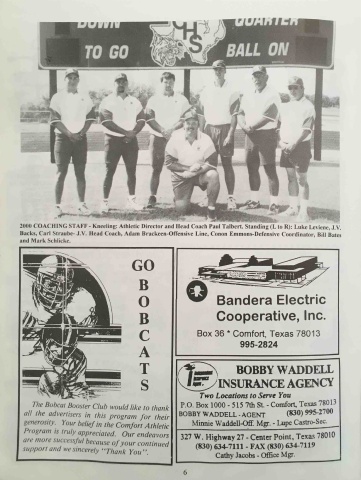 DOWN
QUARTER
CHS
TO GO
BALL ON
2000 COACHING STAFF - Kneeting: Athletic Director and Head Coach Paul Talbert. Standing (L to R): Luke Leviene, J.V.
Backs, Carl Straube- J.V. Head Coach, Adam Brackeen-Offensive Line, Conon Emmons-Defensive Coordinator, Bill Bates
and Mark Schlicke.
GO
BOBCATS
The Bobcat Booster Club would like to thank
all the advertisers in this program for their
generosity. Your belief in the Comfort Athletic
Program is truly appreciated. Our endeavors
are more successful because of your continued
support and we sincerely "Thank You".
Bandera Electric
Cooperative, Inc.
Box 36 * Comfort, Texas 78013
995-2824
BOBBY WADDELL
INSURANCE AGENCY
Two Locations to Serve You
P.O. Box 1000 - 515 7th St. - Comfort, Texas 78013
BOBBY WADDELL - AGENT (830) 995-2700
Minnie Waddell-Off. Mgr. - Lupe Castro-Sec.
327 W. Highway 27 - Center Point, Texas 78010
(830) 634-7111 - FAX (830) 634-7119
Cathy Jacobs - Office Mgr.
6